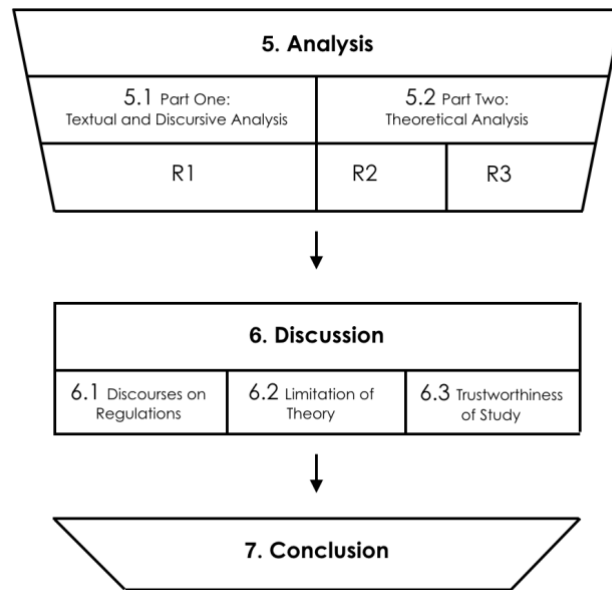 5. Analysis
5.1 Part One:
Textual and Discursive Analysis
5.2 Part Two:
Theoretical Analysis
R1
R2
R3
6. Discussion
6.1 Discourses on
Regulations
6.2 Limitation of
Theory
6.3 Trustworthiness
of Study
7. Conclusion